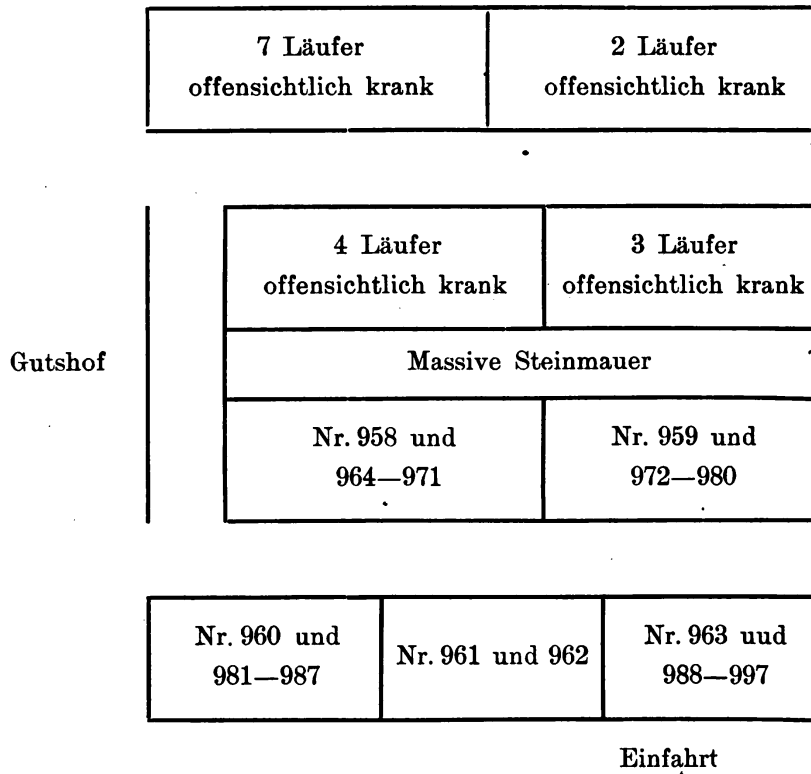 7 Läufer
offensichtlich krank
2 Läufer
offensichtlich krank
4 Läufer
offensichtlich krank
3 Läufer
offensichtlich krank
Gutshof
Massive Steinmauer
Nr. 958 und
964—971
Nr. 959 und
972—980
Nr. 960 und
981—987
Nr. 961 und 962
Nr. 963 uud
988—997
Einfahrt